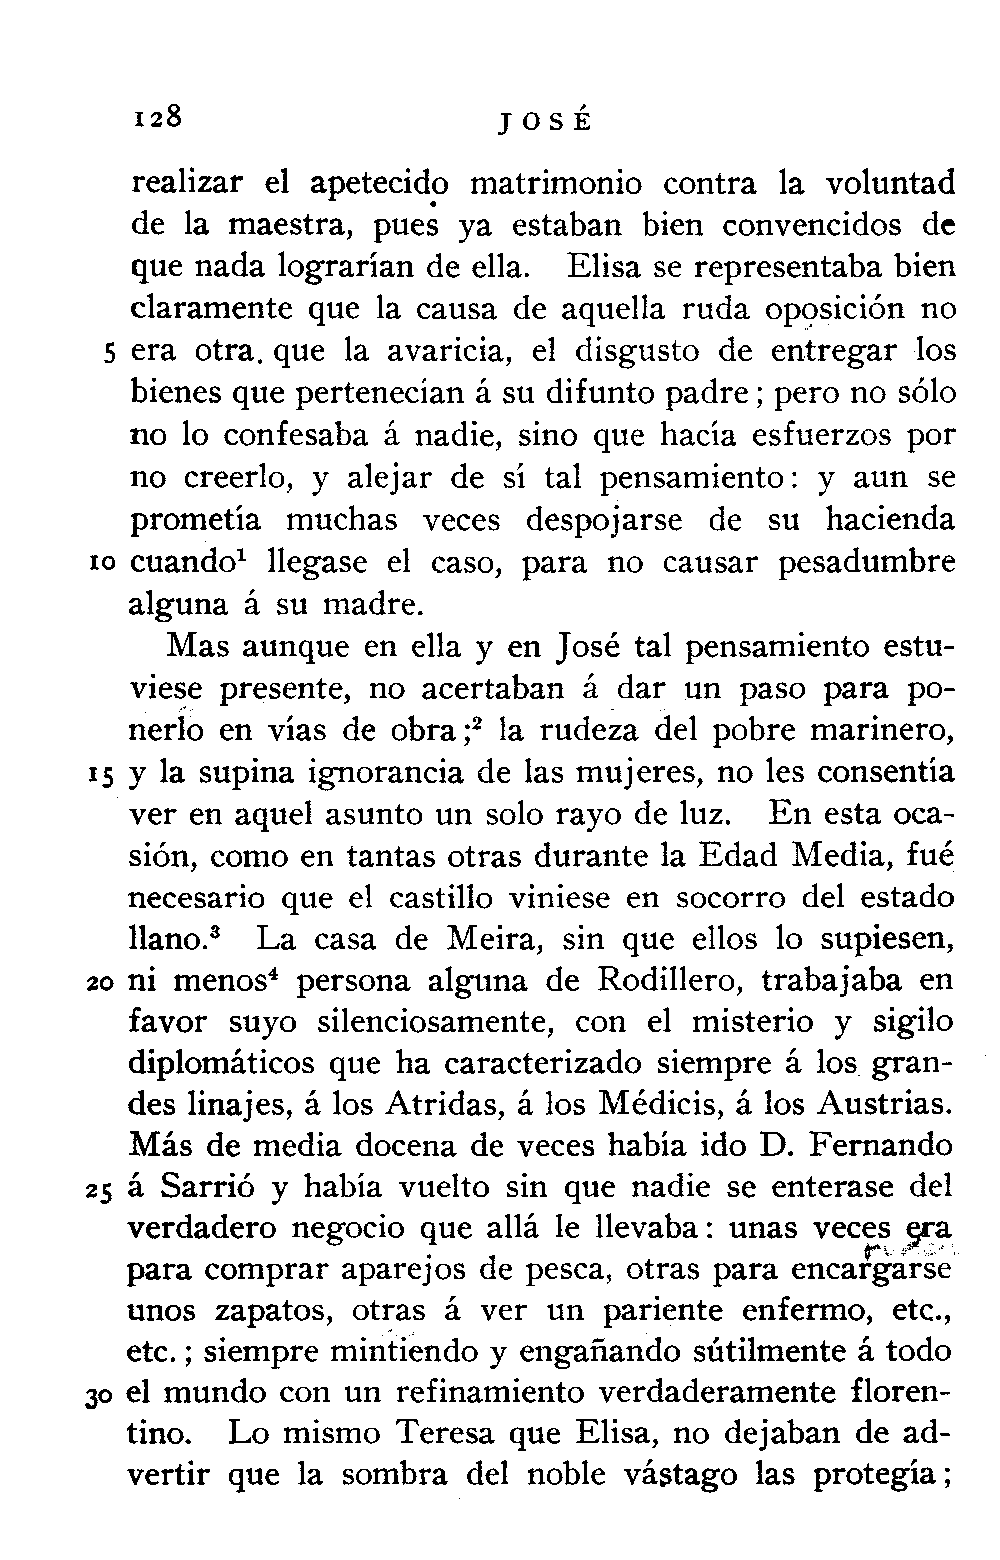 128 JOSÉ
realizar el apetecido matrimonio contra la voluntad
de la maestra, pues ya estaban bien convencidos de
que nada lograrían de ella. Elisa se representaba bien
claramente que la causa de aquella ruda oposición no
5 era otra que la avaricia, el disgusto de entregar los
bienes que pertenecían á su difunto padre; pero no sólo
no lo confesaba á nadie, sino que hacía esfuerzos por
no creerlo, y alejar de sí tal pensamiento: y aun se
prometía muchas veces despojarse de su hacienda
10 cuando¹ llegase el caso, para no causar pesadumbre
alguna á su madre.
Mas aunque en ella y en José tal pensamiento estu-
viese presente, no acertaban á dar un paso para po-
nerlo en vías de obra;² la rudeza del pobre marinero,
15 y la supina ignorancia de las mujeres, no les consentía
ver en aquel asunto un solo rayo de luz. En esta oca-
sión, como en tantas otras durante la Edad Media, fué
necesario que el castillo viniese en socorro del estado
llano.³ La casa de Meira, sin que ellos lo supiesen,
20 ni menos⁴ persona alguna de Rodillero, trabajaba en
favor suyo silenciosamente, con el misterio y sigilo
diplomáticos que ha caracterizado siempre á los gran-
des linajes, á los Atridas, á los Médicis, á los Austrias.
Más de media docena de veces había ido D. Fernando
25 á Sarrió y había vuelto sin que nadie se enterase del
verdadero negocio que allá le llevaba: unas veces era
para comprar aparejos de pesca, otras para encargarse
unos zapatos, otras á ver un pariente enfermo, etc.,
etc.; siempre mintiendo y engañando sútilmente á todo
30 el mundo con un refinamiento verdaderamente floren-
tino. Lo mismo Teresa que Elisa, no dejaban de ad-
vertir que la sombra del noble vástago las protegía;